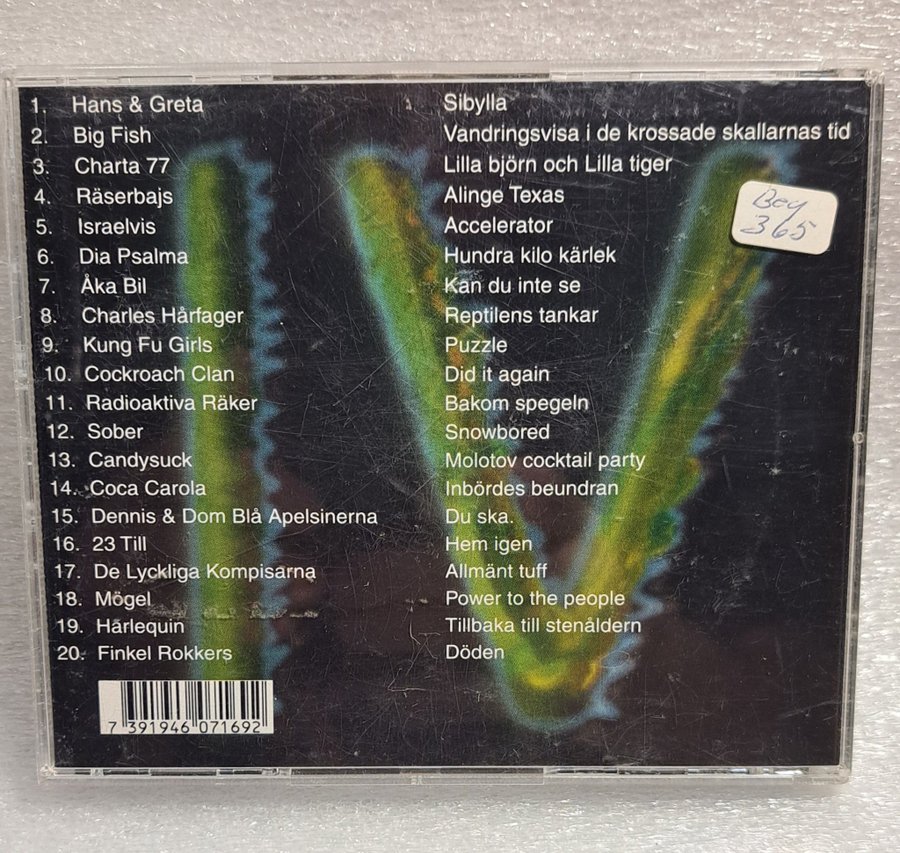 1. Hans & Greta Sibylla
2. Big Fish Vandringsvisa i de krossade skallarnas tid
3. Charta 77 Lilla björn och Lilla tiger
4. Räserbajs Alinge Texas
5. Israelvis Accelerator
6. Dia Psalma Hundra kilo kärlek
7. Åka Bil Kan du inte se
8. Charles Hårfager Reptilens tankar
9. Kung Fu Girls Puzzle
10. Cockroach Clan Did it again
11. Radioaktiva Räker Bakom spegeln
12. Sober Snowbored
13. Candysuck Molotov cocktail party
14. Coca Carola Inbördes beundran
15. Dennis & Dom Blå Apelsinerna Du ska.
16. 23 Till Hem igen
17. De Lyckliga Kompisarna Allmänt tuff
18. Mögel Power to the people
19. Harlequin Tillbaka till stenåldern
20. Finkel Rokkers Döden
IV
Beg
365
7 391946 071692